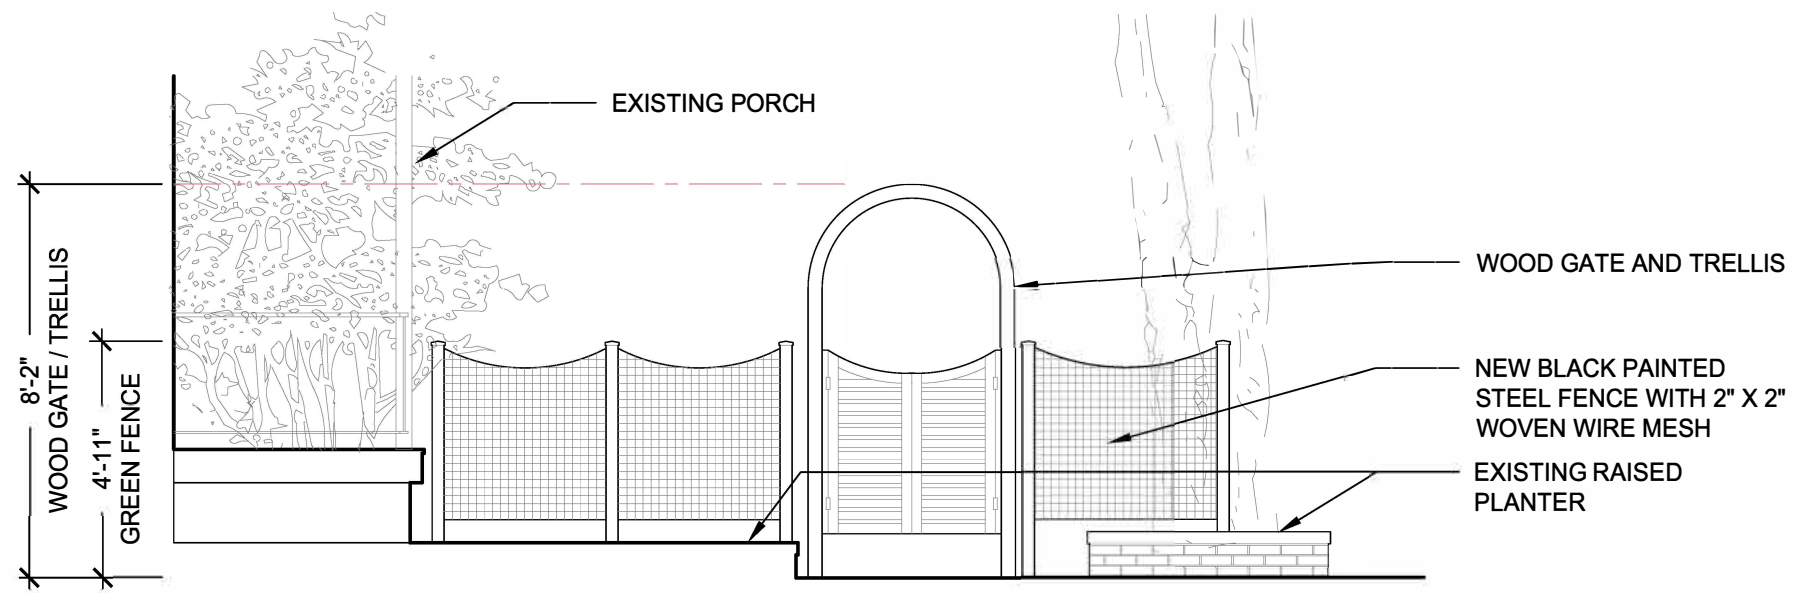 EXISTING PORCH
8'-2"
WOOD GATE / TRELLIS
4'-11"
GREEN FENCE
WOOD GATE AND TRELLIS
NEW BLACK PAINTED
STEEL FENCE WITH 2" X 2"
WOVEN WIRE MESH
EXISTING RAISED
PLANTER